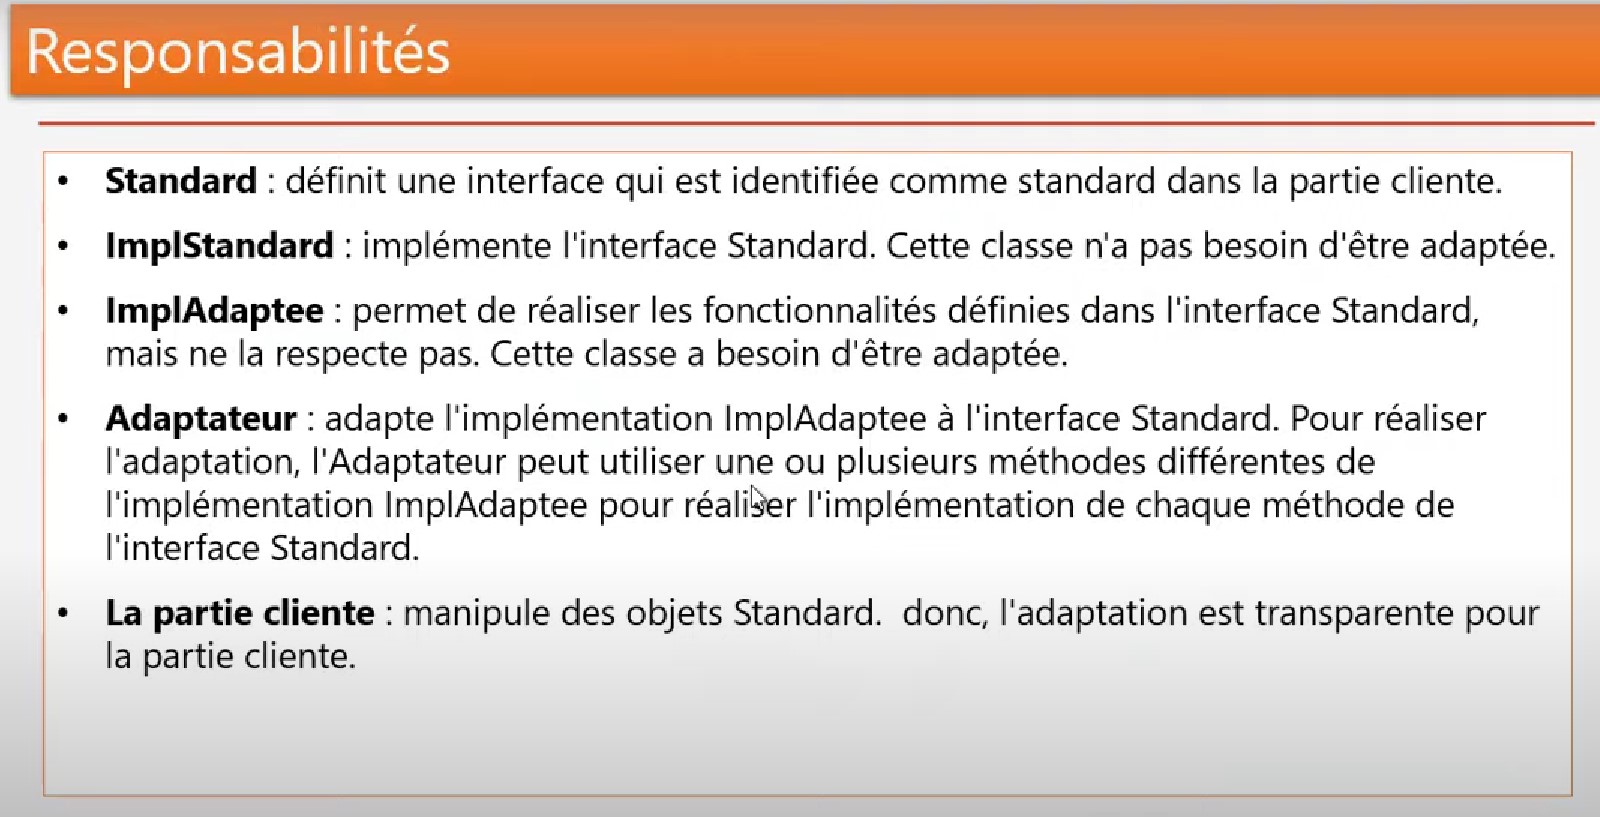 Responsabilités
• Standard : définit une interface qui est identifiée comme standard dans la partie cliente.
• ImplStandard : implémente l'interface Standard. Cette classe n'a pas besoin d'être adaptée.
• ImplAdaptee : permet de réaliser les fonctionnalités définies dans l'interface Standard,
mais ne la respecte pas. Cette classe a besoin d'être adaptée.
• Adaptateur : adapte l'implémentation ImplAdaptee à l'interface Standard. Pour réaliser
l'adaptation, l'Adaptateur peut utiliser une ou plusieurs méthodes différentes de
l'implémentation ImplAdaptee pour réaliser l'implémentation de chaque méthode de
l'interface Standard.
• La partie cliente : manipule des objets Standard.  donc, l'adaptation est transparente pour
la partie cliente.